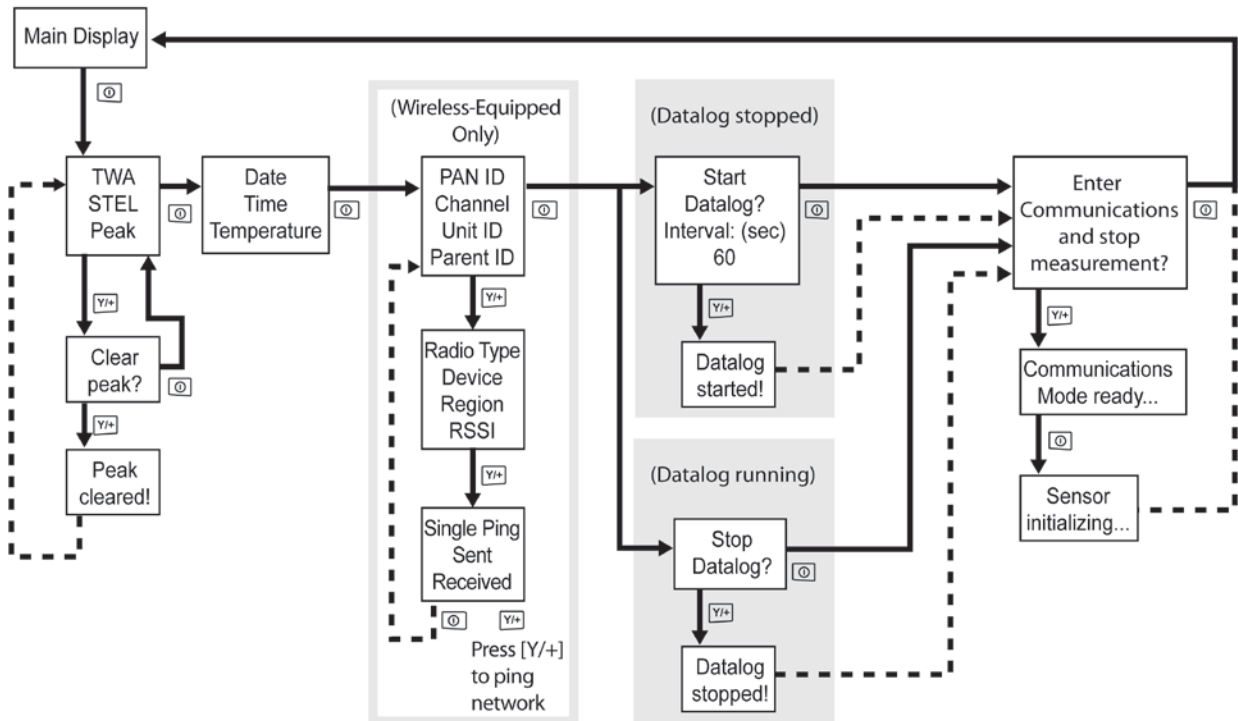 Main Display
TWA
STEL
Peak
Y/+
Clear
peak?
Y/+
Peak
cleared!
Date
Time
Temperature
(Wireless-Equipped
Only)
PAN ID
Channel
Unit ID
Parent ID
Y/+
Radio Type
Device
Region
RSSI
Y/+
Single Ping
Sent
Received
Y/+
Press [Y/+]
to ping
network
(Datalog stopped)
Start
Datalog?
Interval: (sec)
60
Y/+
Datalog
started!
(Datalog running)
Stop
Datalog?
Y/+
Datalog
stopped!
Enter
Communications
and stop
measurement?
Y/+
Communications
Mode ready...
Sensor
initializing...